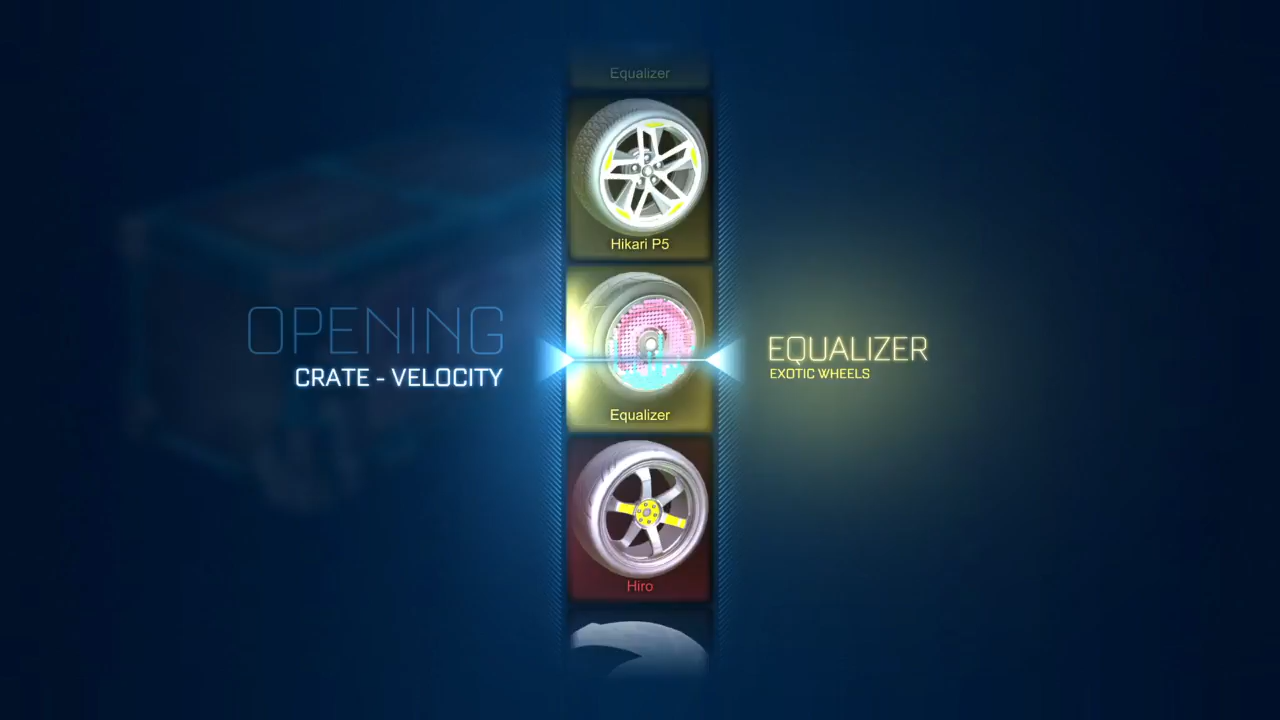 Equalizer
Hikari P5
OPENING
CRATE - VELOCITY
EQUALIZER
EXOTIC WHEELS
Equalizer
Hiro